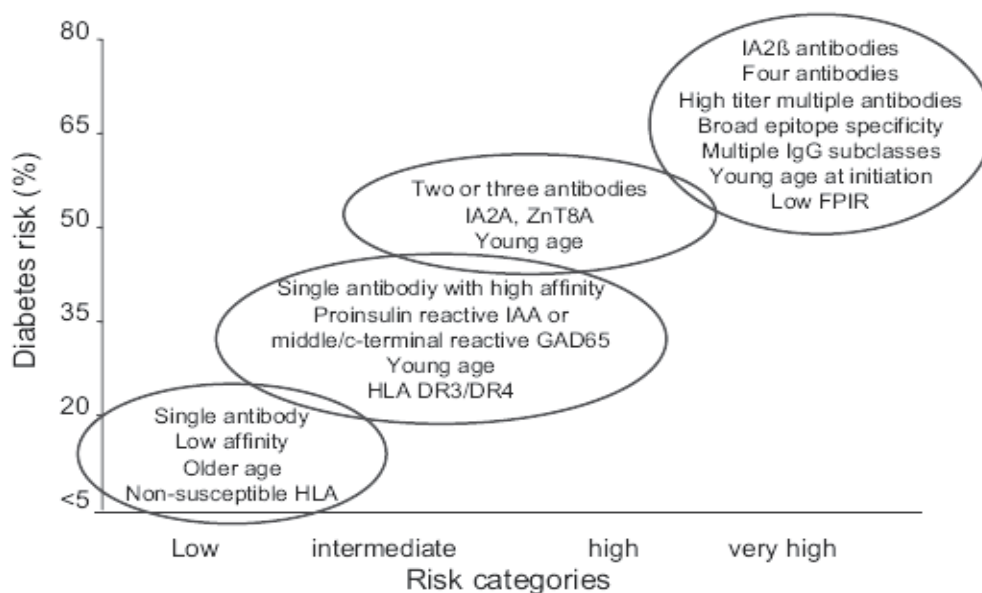 80
65
50
35
20
<5
Diabetes risk (%)
IA2ß antibodies
Four antibodies
High titer multiple antibodies
Broad epitope specificity
Multiple IgG subclasses
Young age at initiation
Low FPIR
Two or three antibodies
IA2A, ZnT8A
Young age
Single antibodiy with high affinity
Proinsulin reactive IAA or
middle/c-terminal reactive GAD65
Young age
HLA DR3/DR4
Single antibody
Low affinity
Older age
Non-susceptible HLA
Low intermediate high very high
Risk categories